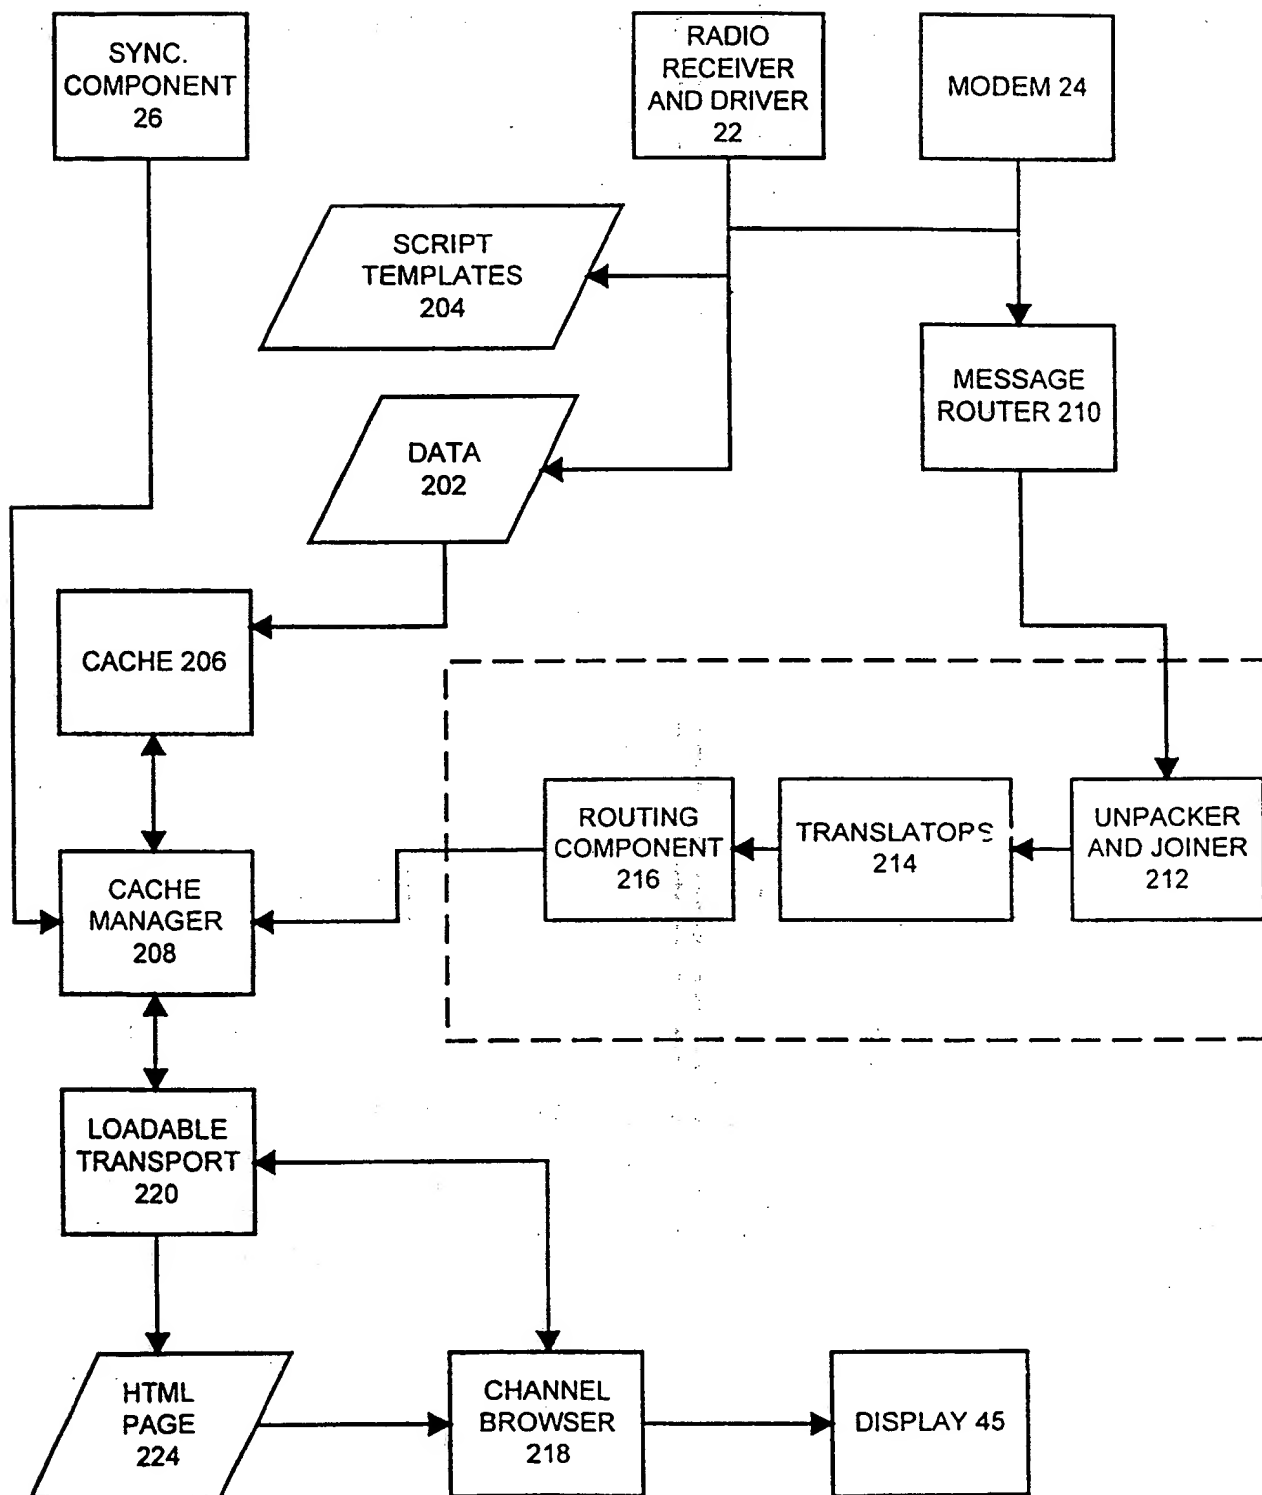 SYNC.
COMPONENT
26
RADIO
RECEIVER
AND DRIVER
22
MODEM 24
SCRIPT
TEMPLATES
204
MESSAGE
ROUTER 210
DATA
202
CACHE 206
ROUTING
COMPONENT
216
TRANSLATOPS
214
UNPACKER
AND JOINER
212
CACHE
MANAGER
208
LOADABLE
TRANSPORT
220
HTML
PAGE
224
CHANNEL
BROWSER
218
DISPLAY 45